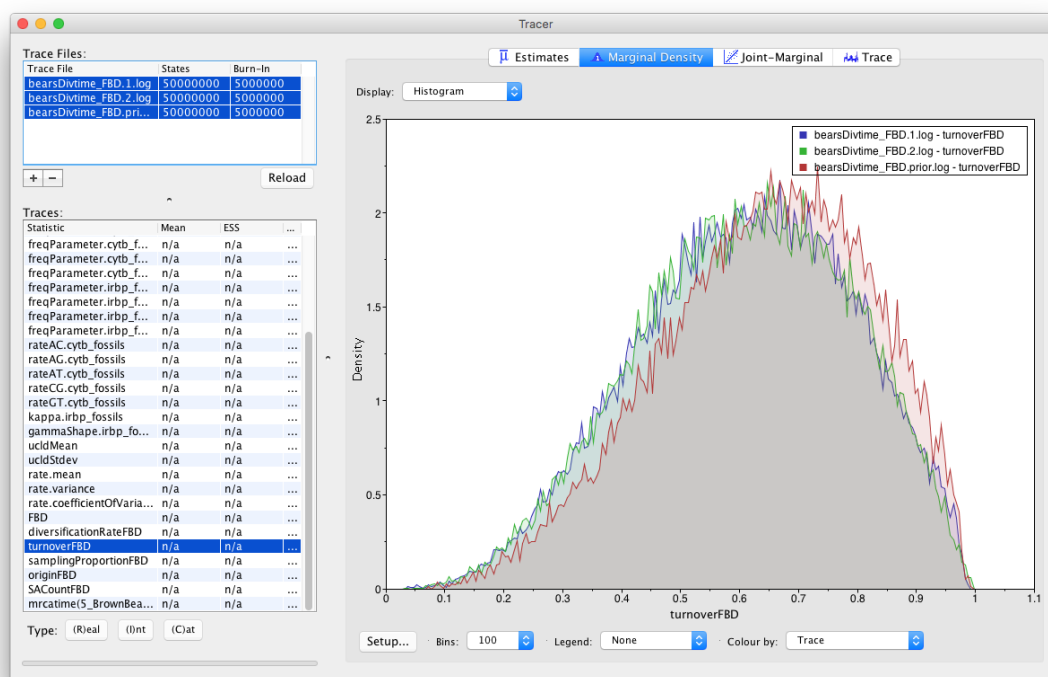 Tracer
Trace Files:
Trace File States Burn-In
bearsDivtime_FBD.1.log 50000000 5000000
bearsDivtime_FBD.2.log 50000000 5000000
bearsDivtime_FBD.pri... 50000000 5000000
+ − Reload
Traces:
Statistic Mean ESS ...
freqParameter.cytb_f... n/a n/a ...
freqParameter.cytb_f... n/a n/a ...
freqParameter.cytb_f... n/a n/a ...
freqParameter.irbp_f... n/a n/a ...
freqParameter.irbp_f... n/a n/a ...
freqParameter.irbp_f... n/a n/a ...
freqParameter.irbp_f... n/a n/a ...
rateAC.cytb_fossils n/a n/a ...
rateAG.cytb_fossils n/a n/a ...
rateAT.cytb_fossils n/a n/a ...
rateCG.cytb_fossils n/a n/a ...
rateGT.cytb_fossils n/a n/a ...
kappa.irbp_fossils n/a n/a ...
gammaShape.irbp_fo... n/a n/a ...
ucldMean n/a n/a ...
ucldStdev n/a n/a ...
rate.mean n/a n/a ...
rate.variance n/a n/a ...
rate.coefficientOfVaria... n/a n/a ...
FBD n/a n/a ...
diversificationRateFBD n/a n/a ...
turnoverFBD n/a n/a ...
samplingProportionFBD n/a n/a ...
originFBD n/a n/a ...
SACountFBD n/a n/a ...
mrcatime(5_BrownBea... n/a n/a ...
Type: (R)eal (I)nt (C)at
Estimates Marginal Density Joint-Marginal Trace
Display: Histogram
bearsDivtime_FBD.1.log - turnoverFBD
bearsDivtime_FBD.2.log - turnoverFBD
bearsDivtime_FBD.prior.log - turnoverFBD
2.5
2
1.5
1
0.5
0
Density
0 0.1 0.2 0.3 0.4 0.5 0.6 0.7 0.8 0.9 1 1.1
turnoverFBD
Setup... Bins: 100 Legend: None Colour by: Trace